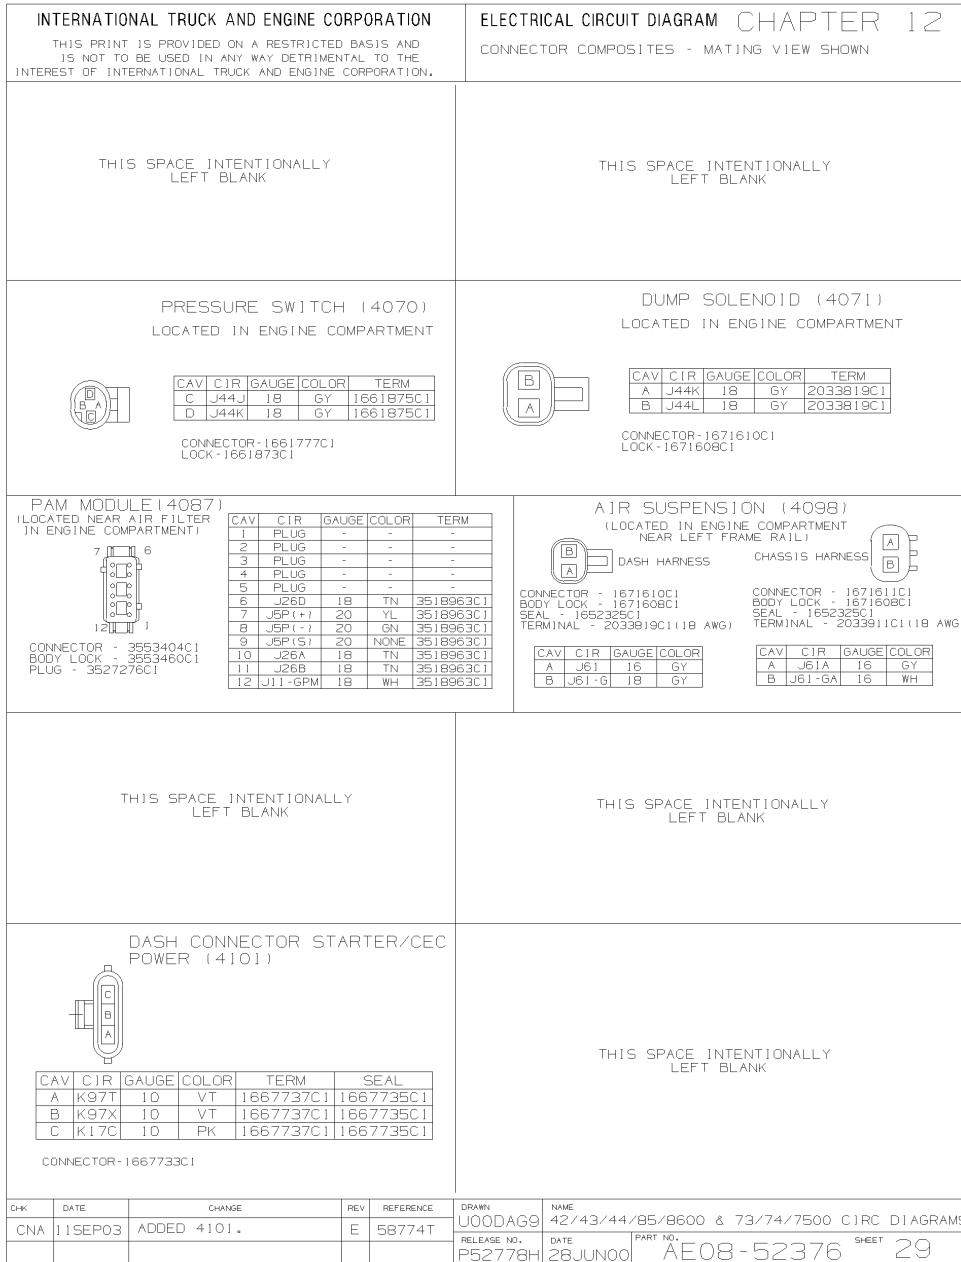 INTERNATIONAL TRUCK AND ENGINE CORPORATION
THIS PRINT IS PROVIDED ON A RESTRICTED BASIS AND
IS NOT TO BE USED IN ANY WAY DETRIMENTAL TO THE
INTEREST OF INTERNATIONAL TRUCK AND ENGINE CORPORATION.
ELECTRICAL CIRCUIT DIAGRAM CHAPTER 12
CONNECTOR COMPOSITES - MATING VIEW SHOWN
THIS SPACE INTENTIONALLY
LEFT BLANK
THIS SPACE INTENTIONALLY
LEFT BLANK
PRESSURE SWITCH (4070)
LOCATED IN ENGINE COMPARTMENT
D
B A
C
CAV CIR GAUGE COLOR TERM
C J44J 18 GY 1661875C1
D J44K 18 GY 1661875C1
CONNECTOR-1661777C1
LOCK-1661873C1
DUMP SOLENOID (4071)
LOCATED IN ENGINE COMPARTMENT
B
A
CAV CIR GAUGE COLOR TERM
A J44K 18 GY 2033819C1
B J44L 18 GY 2033819C1
CONNECTOR-1671610C1
LOCK-1671608C1
PAM MODULE(4087)
(LOCATED NEAR AIR FILTER
IN ENGINE COMPARTMENT)
7 6
12 1
CONNECTOR - 3553404C1
BODY LOCK - 3553460C1
PLUG - 3527276C1
CAV CIR GAUGE COLOR TERM
1 PLUG - - -
2 PLUG - - -
3 PLUG - - -
4 PLUG - - -
5 PLUG - - -
6 J26D 18 TN 3518963C1
7 J5P(+) 20 YL 3518963C1
8 J5P(-) 20 GN 3518963C1
9 J5P(S) 20 NONE 3518963C1
10 J26A 18 TN 3518963C1
11 J26B 18 TN 3518963C1
12 J11-GPM 18 WH 3518963C1
AIR SUSPENSION (4098)
(LOCATED IN ENGINE COMPARTMENT
NEAR LEFT FRAME RAIL)
B
A
DASH HARNESS
CONNECTOR - 1671610C1
BODY LOCK - 1671608C1
SEAL - 1652325C1
TERMINAL - 2033819C1(18 AWG)
CAV CIR GAUGE COLOR
A J61 16 GY
B J61-G 18 GY
CHASSIS HARNESS
A
B
CONNECTOR - 1671611C1
BODY LOCK - 1671608C1
SEAL - 1652325C1
TERMINAL - 2033911C1(18 AWG
CAV CIR GAUGE COLOR
A J61A 16 GY
B J61-GA 16 WH
THIS SPACE INTENTIONALLY
LEFT BLANK
THIS SPACE INTENTIONALLY
LEFT BLANK
DASH CONNECTOR STARTER/CEC
POWER (4101)
C
B
A
CAV CIR GAUGE COLOR TERM SEAL
A K97T 10 VT 1667737C1 1667735C1
B K97X 10 VT 1667737C1 1667735C1
C K17C 10 PK 1667737C1 1667735C1
CONNECTOR-1667733C1
THIS SPACE INTENTIONALLY
LEFT BLANK
CHK DATE CHANGE REV REFERENCE
CNA 11SEP03 ADDED 4101. E 58774T
DRAWN
U00DAG9
NAME
42/43/44/85/8600 & 73/74/7500 CIRC DIAGRAMS
RELEASE NO.
P52778H
DATE
28JUN00
PART NO.
AE08-52376
SHEET 29